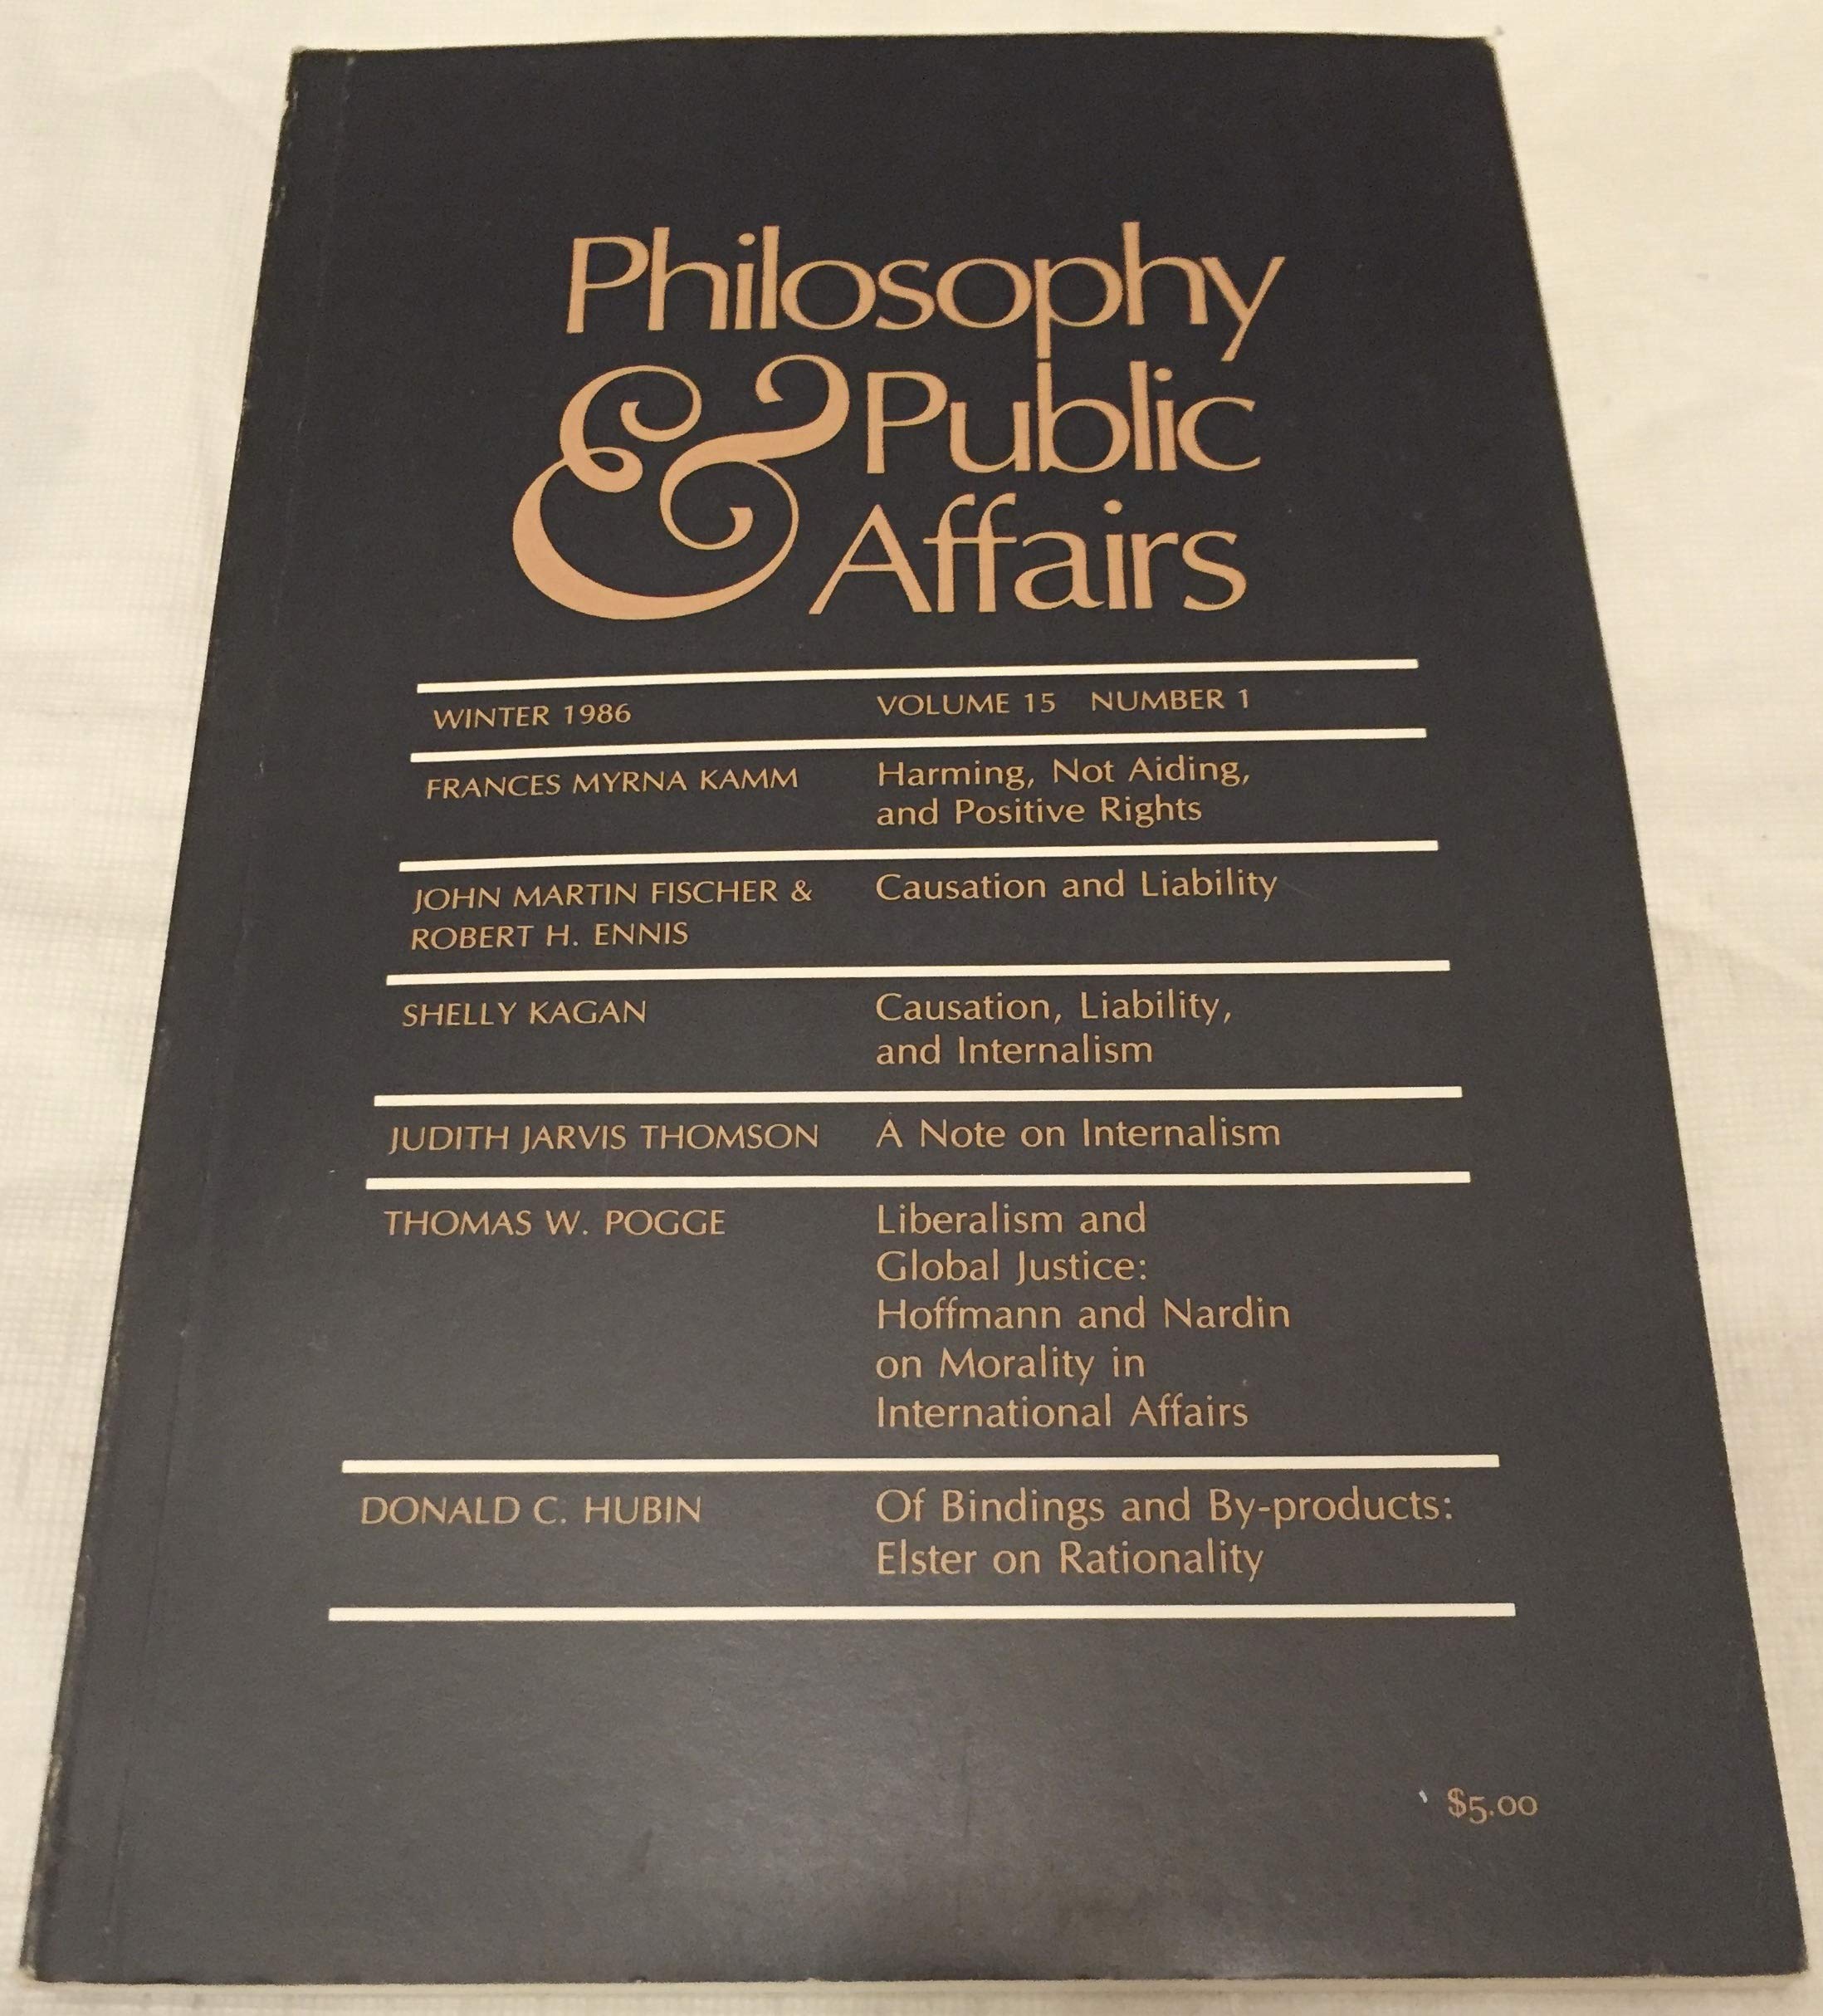 Philosophy
& Public
Affairs
WINTER 1986 VOLUME 15 NUMBER 1
FRANCES MYRNA KAMM Harming, Not Aiding,
and Positive Rights
JOHN MARTIN FISCHER & Causation and Liability
ROBERT H. ENNIS
SHELLY KAGAN Causation, Liability,
and Internalism
JUDITH JARVIS THOMSON A Note on Internalism
THOMAS W. POGGE Liberalism and
Global Justice:
Hoffmann and Nardin
on Morality in
International Affairs
DONALD C. HUBIN Of Bindings and By-products:
Elster on Rationality
$5.00